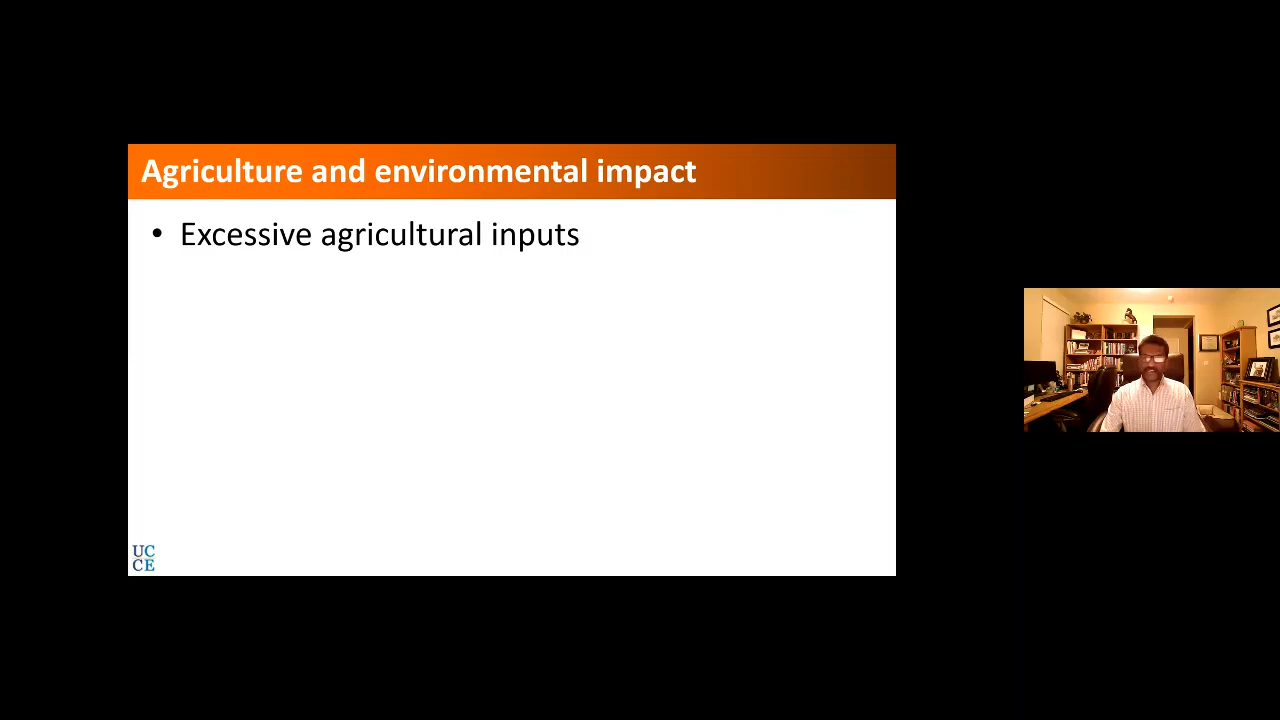 Agriculture and environmental impact
• Excessive agricultural inputs
UC
CE